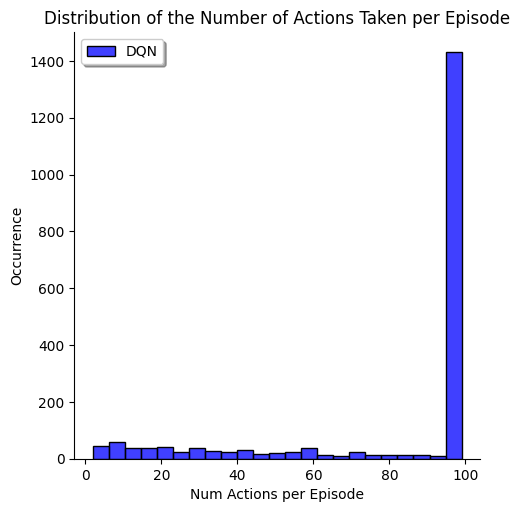 Distribution of the Number of Actions Taken per Episode
DQN
1400
1200
1000
800
600
400
200
0
Occurrence
0 20 40 60 80 100
Num Actions per Episode